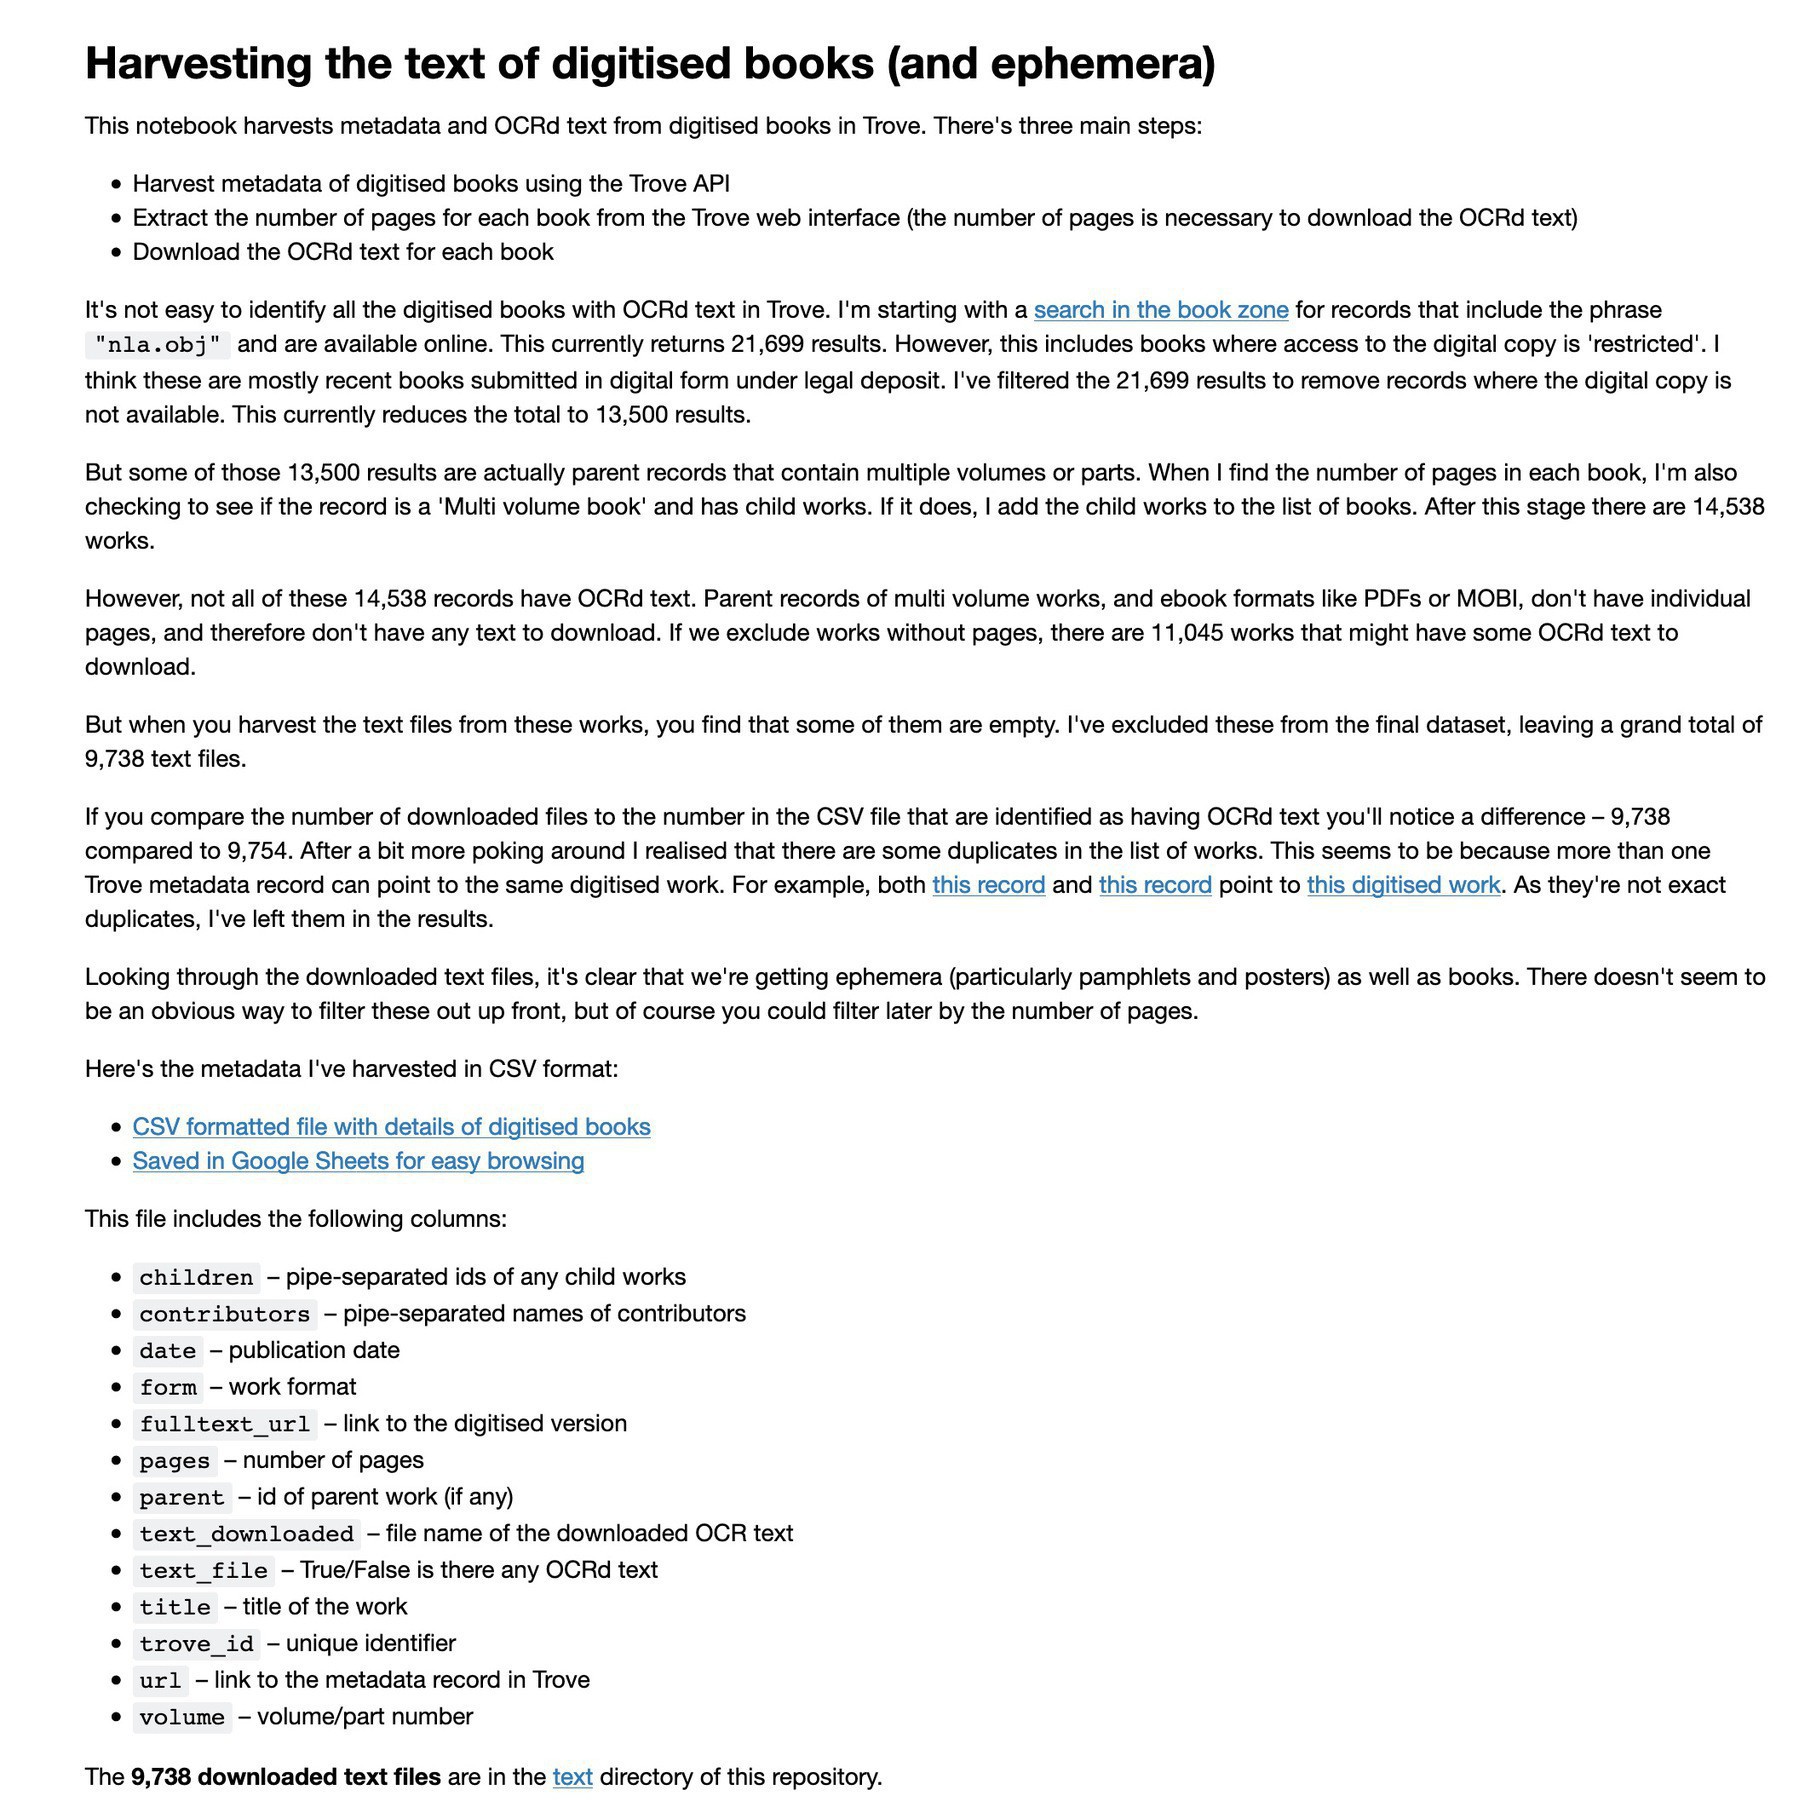 Harvesting the text of digitised books (and ephemera)
This notebook harvests metadata and OCRd text from digitised books in Trove. There's three main steps:
• Harvest metadata of digitised books using the Trove API
• Extract the number of pages for each book from the Trove web interface (the number of pages is necessary to download the OCRd text)
• Download the OCRd text for each book
It's not easy to identify all the digitised books with OCRd text in Trove. I'm starting with a search in the book zone for records that include the phrase
"nla.obj" and are available online. This currently returns 21,699 results. However, this includes books where access to the digital copy is 'restricted'. I
think these are mostly recent books submitted in digital form under legal deposit. I've filtered the 21,699 results to remove records where the digital copy is
not available. This currently reduces the total to 13,500 results.
But some of those 13,500 results are actually parent records that contain multiple volumes or parts. When I find the number of pages in each book, I'm also
checking to see if the record is a 'Multi volume book' and has child works. If it does, I add the child works to the list of books. After this stage there are 14,538
works.
However, not all of these 14,538 records have OCRd text. Parent records of multi volume works, and ebook formats like PDFs or MOBI, don't have individual
pages, and therefore don't have any text to download. If we exclude works without pages, there are 11,045 works that might have some OCRd text to
download.
But when you harvest the text files from these works, you find that some of them are empty. I've excluded these from the final dataset, leaving a grand total of
9,738 text files.
If you compare the number of downloaded files to the number in the CSV file that are identified as having OCRd text you'll notice a difference – 9,738
compared to 9,754. After a bit more poking around I realised that there are some duplicates in the list of works. This seems to be because more than one
Trove metadata record can point to the same digitised work. For example, both this record and this record point to this digitised work. As they're not exact
duplicates, I've left them in the results.
Looking through the downloaded text files, it's clear that we're getting ephemera (particularly pamphlets and posters) as well as books. There doesn't seem to
be an obvious way to filter these out up front, but of course you could filter later by the number of pages.
Here's the metadata I've harvested in CSV format:
• CSV formatted file with details of digitised books
• Saved in Google Sheets for easy browsing
This file includes the following columns:
• children – pipe-separated ids of any child works
• contributors – pipe-separated names of contributors
• date – publication date
• form – work format
• fulltext_url – link to the digitised version
• pages – number of pages
• parent – id of parent work (if any)
• text_downloaded – file name of the downloaded OCR text
• text_file – True/False is there any OCRd text
• title – title of the work
• trove_id – unique identifier
• url – link to the metadata record in Trove
• volume – volume/part number
The 9,738 downloaded text files are in the text directory of this repository.